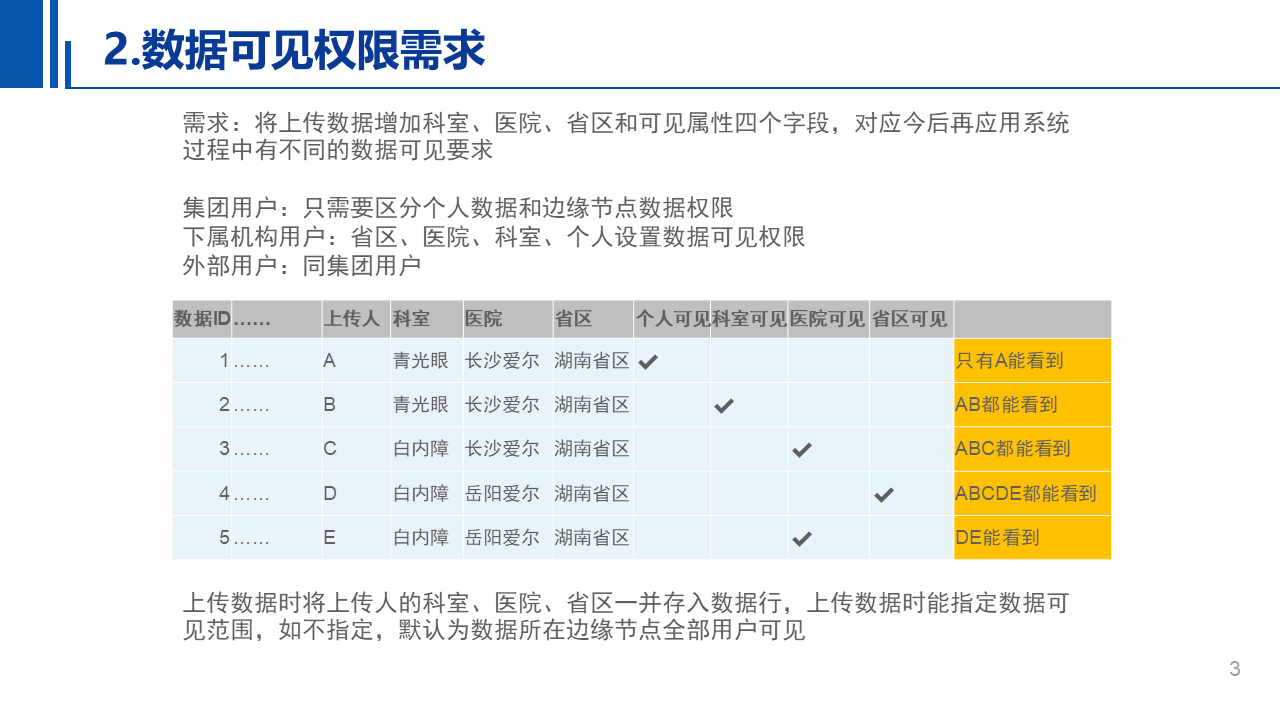 2.数据可见权限需求
需求：将上传数据增加科室、医院、省区和可见属性四个字段，对应今后再应用系统
过程中有不同的数据可见要求
集团用户：只需要区分个人数据和边缘节点数据权限
下属机构用户：省区、医院、科室、个人设置数据可见权限
外部用户：同集团用户
数据ID …… 上传人 科室 医院 省区 个人可见 科室可见 医院可见 省区可见
1 …… A 青光眼 长沙爱尔 湖南省区 ✔ 只有A能看到
2 …… B 青光眼 长沙爱尔 湖南省区 ✔ AB都能看到
3 …… C 白内障 长沙爱尔 湖南省区 ✔ ABC都能看到
4 …… D 白内障 岳阳爱尔 湖南省区 ✔ ABCDE都能看到
5 …… E 白内障 岳阳爱尔 湖南省区 ✔ DE能看到
上传数据时将上传人的科室、医院、省区一并存入数据行，上传数据时能指定数据可
见范围，如不指定，默认为数据所在边缘节点全部用户可见
3